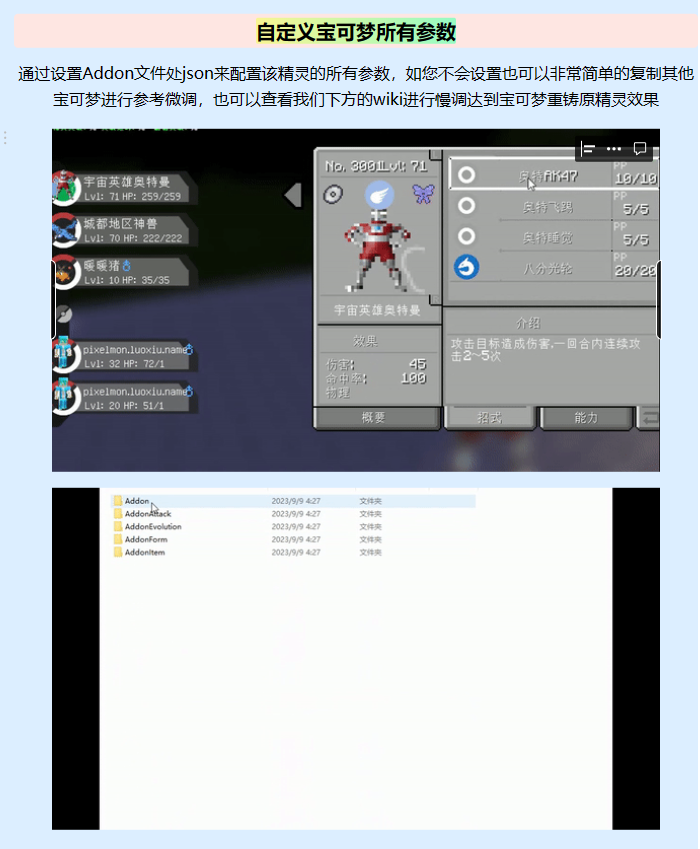 自定义宝可梦所有参数
通过设置Addon文件处json来配置该精灵的所有参数，如您不会设置也可以非常简单的复制其他
宝可梦进行参考微调，也可以查看我们下方的wiki进行慢调达到宝可梦重铸原精灵效果
宇宙英雄奥特曼
Lvl: 71 HP: 259/259
城都地区神兽
Lvl: 70 HP: 222/222
暖暖猪♂
Lvl: 10 HP: 35/35
pixelmon.luoxiu.name♂
Lvl: 32 HP: 72/1
pixelmon.luoxiu.name♂
Lvl: 20 HP: 51/1
No. 3001 Lvl: 71
宇宙英雄奥特曼
效果
伤害: 45
命中率: 100
物理
奥特AK47 PP 10/10
奥特飞踢 PP 5/5
奥特睡觉 PP 5/5
八分光轮 PP 20/20
介绍
攻击目标造成伤害.一回合内连续攻
击2~5次
概要 招式 能力
Addon 2023/9/9 4:27 文件夹
AddonAttack 2023/9/9 4:27 文件夹
AddonEvolution 2023/9/9 4:27 文件夹
AddonForm 2023/9/9 4:27 文件夹
AddonItem 2023/9/9 4:27 文件夹